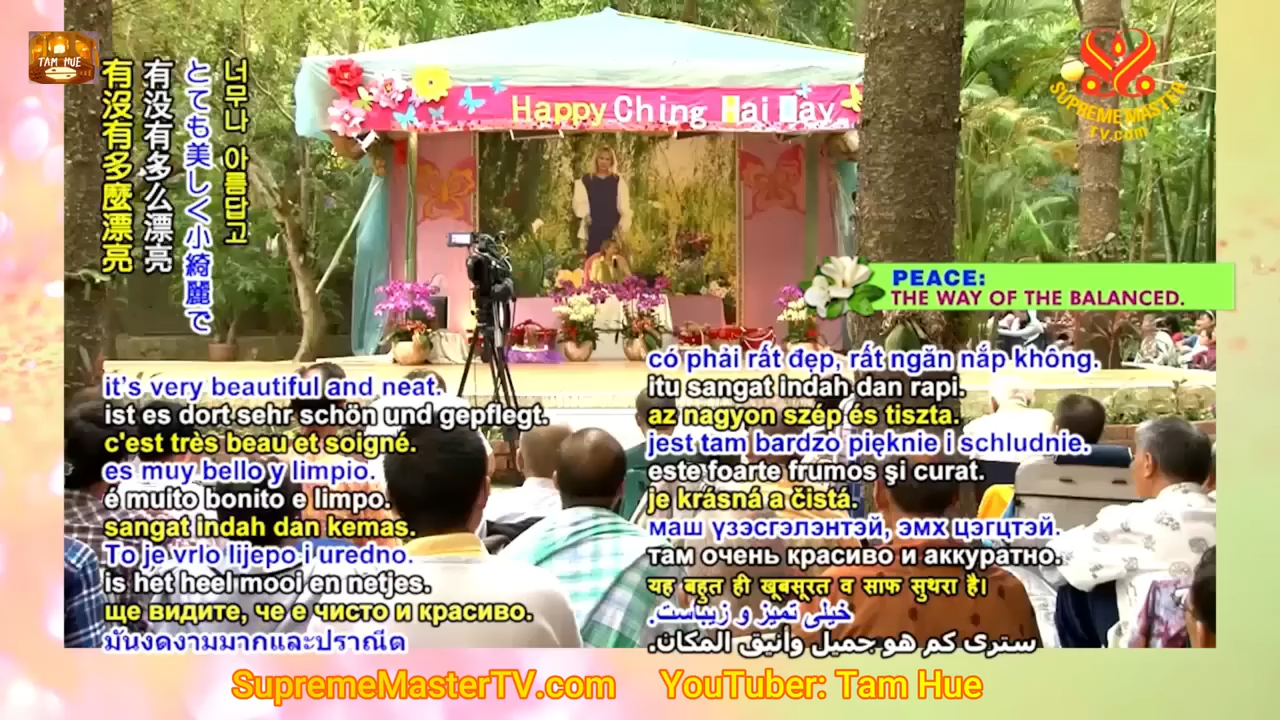 TAM HUE
有沒有多麼漂亮
有没有多么漂亮
とても美しく小綺麗で
너무나 아름답고
Happy Ching Hai Day
SUPREME MASTER
TV.com
PEACE:
THE WAY OF THE BALANCED.
it's very beautiful and neat.
ist es dort sehr schön und gepflegt.
c'est très beau et soigné.
es muy bello y limpio.
é muito bonito e limpo.
sangat indah dan kemas.
To je vrlo lijepo i uredno.
is het heel mooi en netjes.
ще видите, че е чисто и красиво.
มันงดงามมากและปราณีต
có phải rất đẹp, rất ngăn nắp không.
itu sangat indah dan rapi.
az nagyon szép és tiszta.
jest tam bardzo pięknie i schludnie.
este foarte frumos şi curat.
je krásná a čistá.
маш үзэсгэлэнтэй, эмх цэгцтэй.
там очень красиво и аккуратно.
यह बहुत ही खूबसूरत व साफ सुथरा है।
خیلی تمیز و زیباست.
سترى كم هو جميل وأنيق المكان.
SupremeMasterTV.com YouTuber: Tam Hue